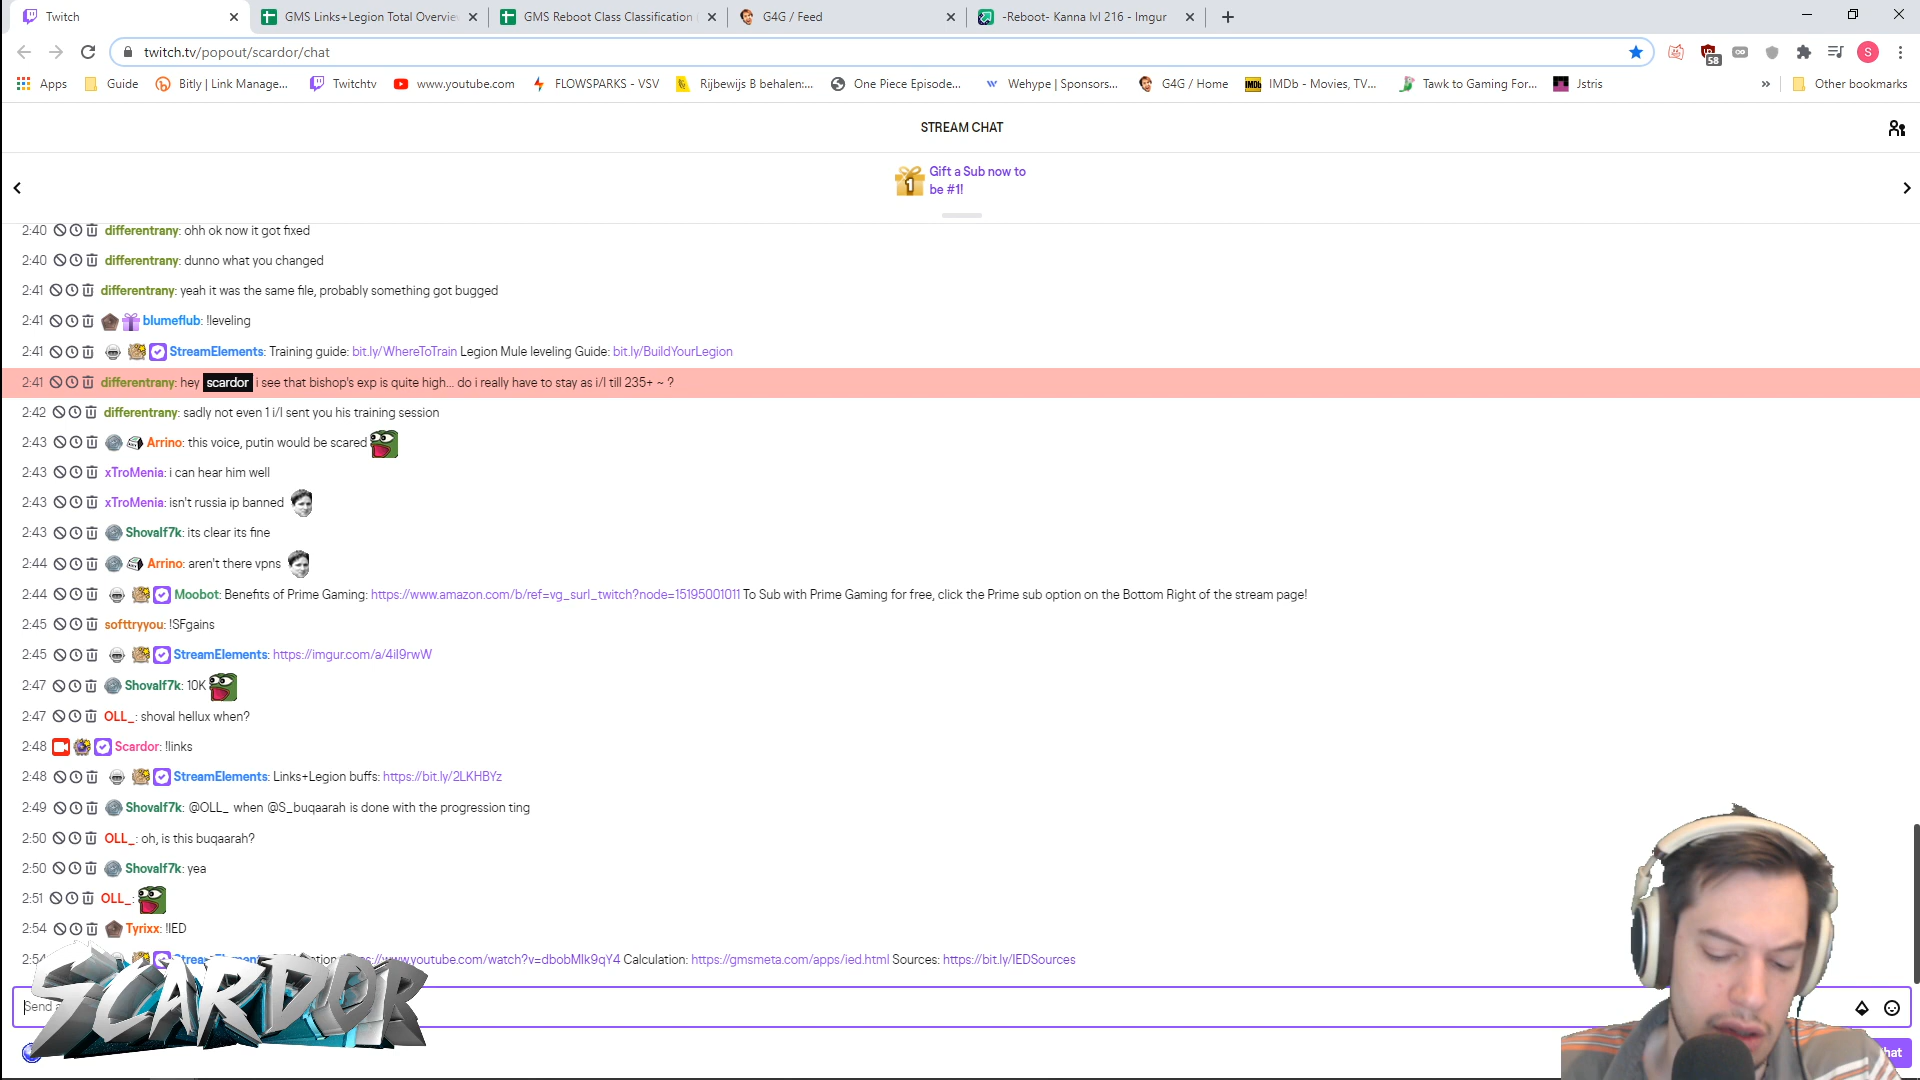 Twitch
GMS Links+Legion Total Overvie
GMS Reboot Class Classification
G4G / Feed
-Reboot- Kanna lvl 216 - Imgur
twitch.tv/popout/scardor/chat
58
S
Apps
Guide
Bitly | Link Manage...
Twitchtv
www.youtube.com
FLOWSPARKS - VSV
Rijbewijs B behalen:...
One Piece Episode...
Wehype | Sponsors...
G4G / Home
IMDb - Movies, TV...
Tawk to Gaming For...
Jstris
»
Other bookmarks
STREAM CHAT
1
Gift a Sub now to
be #1!
2:40 differentrany: ohh ok now it got fixed
2:40 differentrany: dunno what you changed
2:41 differentrany: yeah it was the same file, probably something got bugged
2:41 blumeflub: !leveling
2:41 StreamElements: Training guide: bit.ly/WhereToTrain Legion Mule leveling Guide: bit.ly/BuildYourLegion
2:41 differentrany: hey scardor i see that bishop's exp is quite high... do i really have to stay as i/l till 235+ ~ ?
2:42 differentrany: sadly not even 1 i/l sent you his training session
2:43 Arrino: this voice, putin would be scared
2:43 xTroMenia: i can hear him well
2:43 xTroMenia: isn't russia ip banned
2:43 Shovalf7k: its clear its fine
2:44 Arrino: aren't there vpns
2:44 Moobot: Benefits of Prime Gaming: https://www.amazon.com/b/ref=vg_surl_twitch?node=15195001011 To Sub with Prime Gaming for free, click the Prime sub option on the Bottom Right of the stream page!
2:45 softtryyou: !SFgains
2:45 StreamElements: https://imgur.com/a/4il9rwW
2:47 Shovalf7k: 10K
2:47 OLL_: shoval hellux when?
2:48 Scardor: !links
2:48 StreamElements: Links+Legion buffs: https://bit.ly/2LKHBYz
2:49 Shovalf7k: @OLL_ when @S_buqaarah is done with the progression ting
2:50 OLL_: oh, is this buqaarah?
2:50 Shovalf7k: yea
2:51 OLL_:
2:54 Tyrixx: !IED
www.youtube.com/watch?v=dbobMlk9qY4 Calculation: https://gmsmeta.com/apps/ied.html Sources: https://bit.ly/IEDSources
Send
SCARDOR